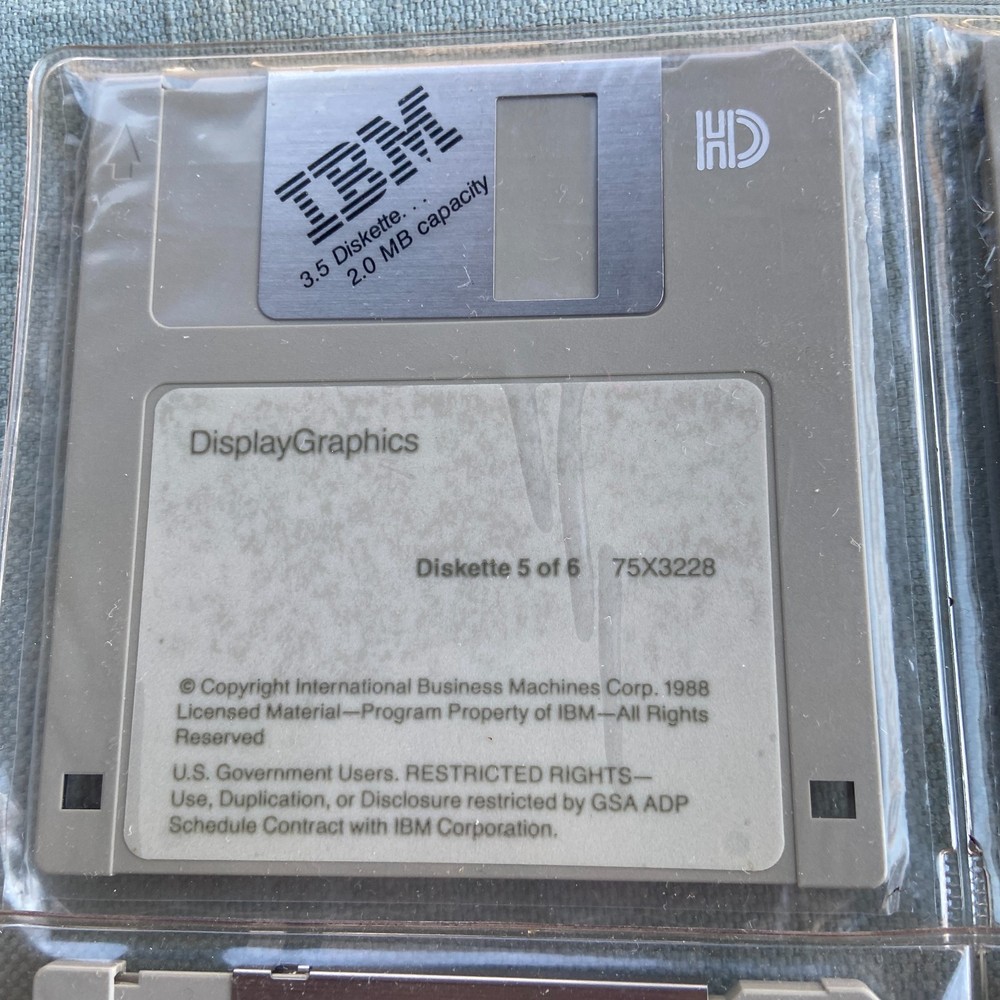 IBM
3.5 Diskette. . .
2.0 MB capacity
HD
DisplayGraphics
Diskette 5 of 6 75X3228
© Copyright International Business Machines Corp. 1988
Licensed Material—Program Property of IBM—All Rights
Reserved
U.S. Government Users. RESTRICTED RIGHTS—
Use, Duplication, or Disclosure restricted by GSA ADP
Schedule Contract with IBM Corporation.